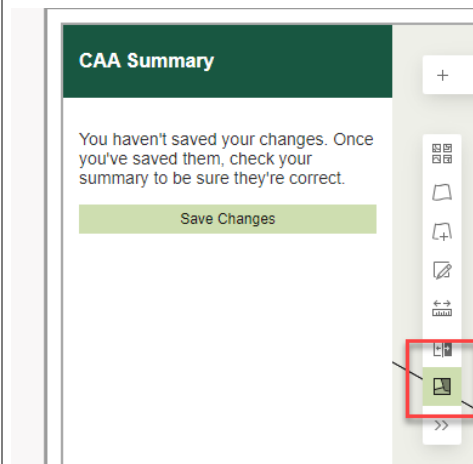 CAA Summary
You haven't saved your changes. Once
you've saved them, check your
summary to be sure they're correct.
Save Changes